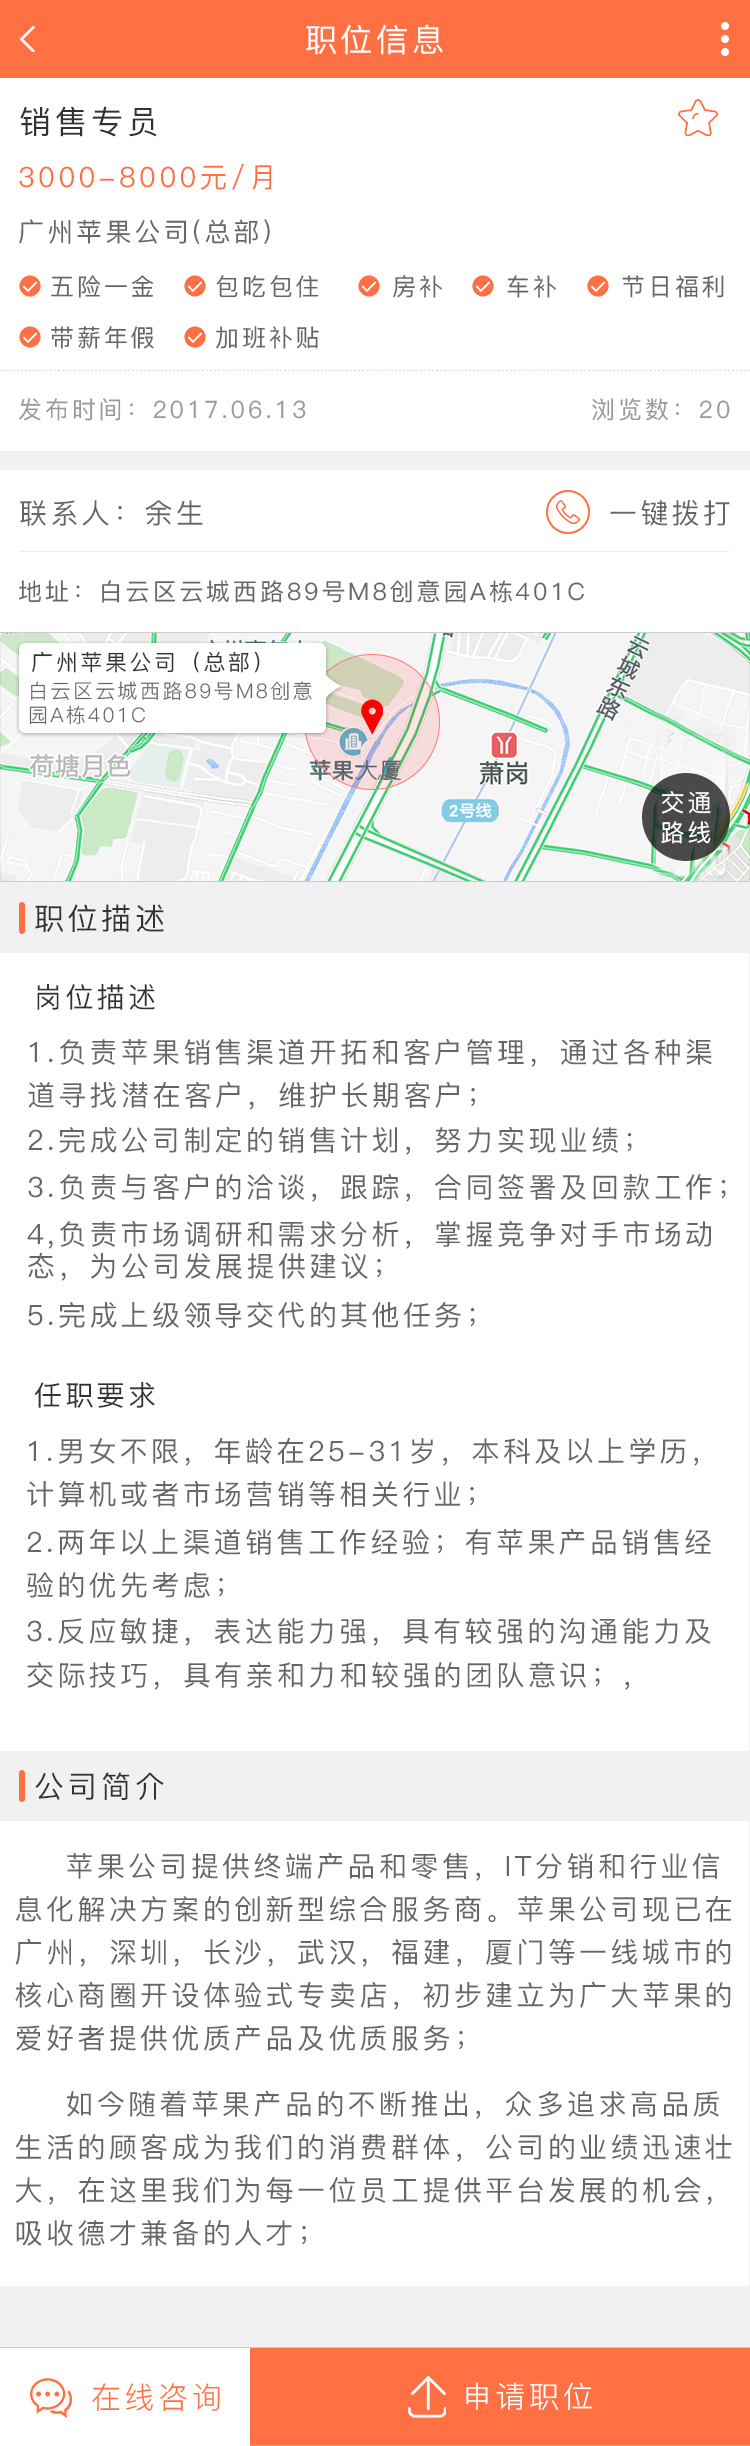 职位信息
销售专员
3000-8000元/月
广州苹果公司(总部)
五险一金 包吃包住 房补 车补 节日福利
带薪年假 加班补贴
发布时间：2017.06.13 浏览数：20
联系人：余生 一键拨打
地址：白云区云城西路89号M8创意园A栋401C
广州苹果公司（总部）
白云区云城西路89号M8创意
园A栋401C
云城东路
荷塘月色
苹果大厦
萧岗
2号线
交通
路线
职位描述
岗位描述
1.负责苹果销售渠道开拓和客户管理，通过各种渠
道寻找潜在客户，维护长期客户；
2.完成公司制定的销售计划，努力实现业绩；
3.负责与客户的洽谈，跟踪，合同签署及回款工作；
4,负责市场调研和需求分析，掌握竞争对手市场动
态，为公司发展提供建议；
5.完成上级领导交代的其他任务；
任职要求
1.男女不限，年龄在25-31岁，本科及以上学历，
计算机或者市场营销等相关行业；
2.两年以上渠道销售工作经验；有苹果产品销售经
验的优先考虑；
3.反应敏捷，表达能力强，具有较强的沟通能力及
交际技巧，具有亲和力和较强的团队意识；，
公司简介
苹果公司提供终端产品和零售，IT分销和行业信
息化解决方案的创新型综合服务商。苹果公司现已在
广州，深圳，长沙，武汉，福建，厦门等一线城市的
核心商圈开设体验式专卖店，初步建立为广大苹果的
爱好者提供优质产品及优质服务；
如今随着苹果产品的不断推出，众多追求高品质
生活的顾客成为我们的消费群体，公司的业绩迅速壮
大，在这里我们为每一位员工提供平台发展的机会，
吸收德才兼备的人才；
在线咨询 申请职位